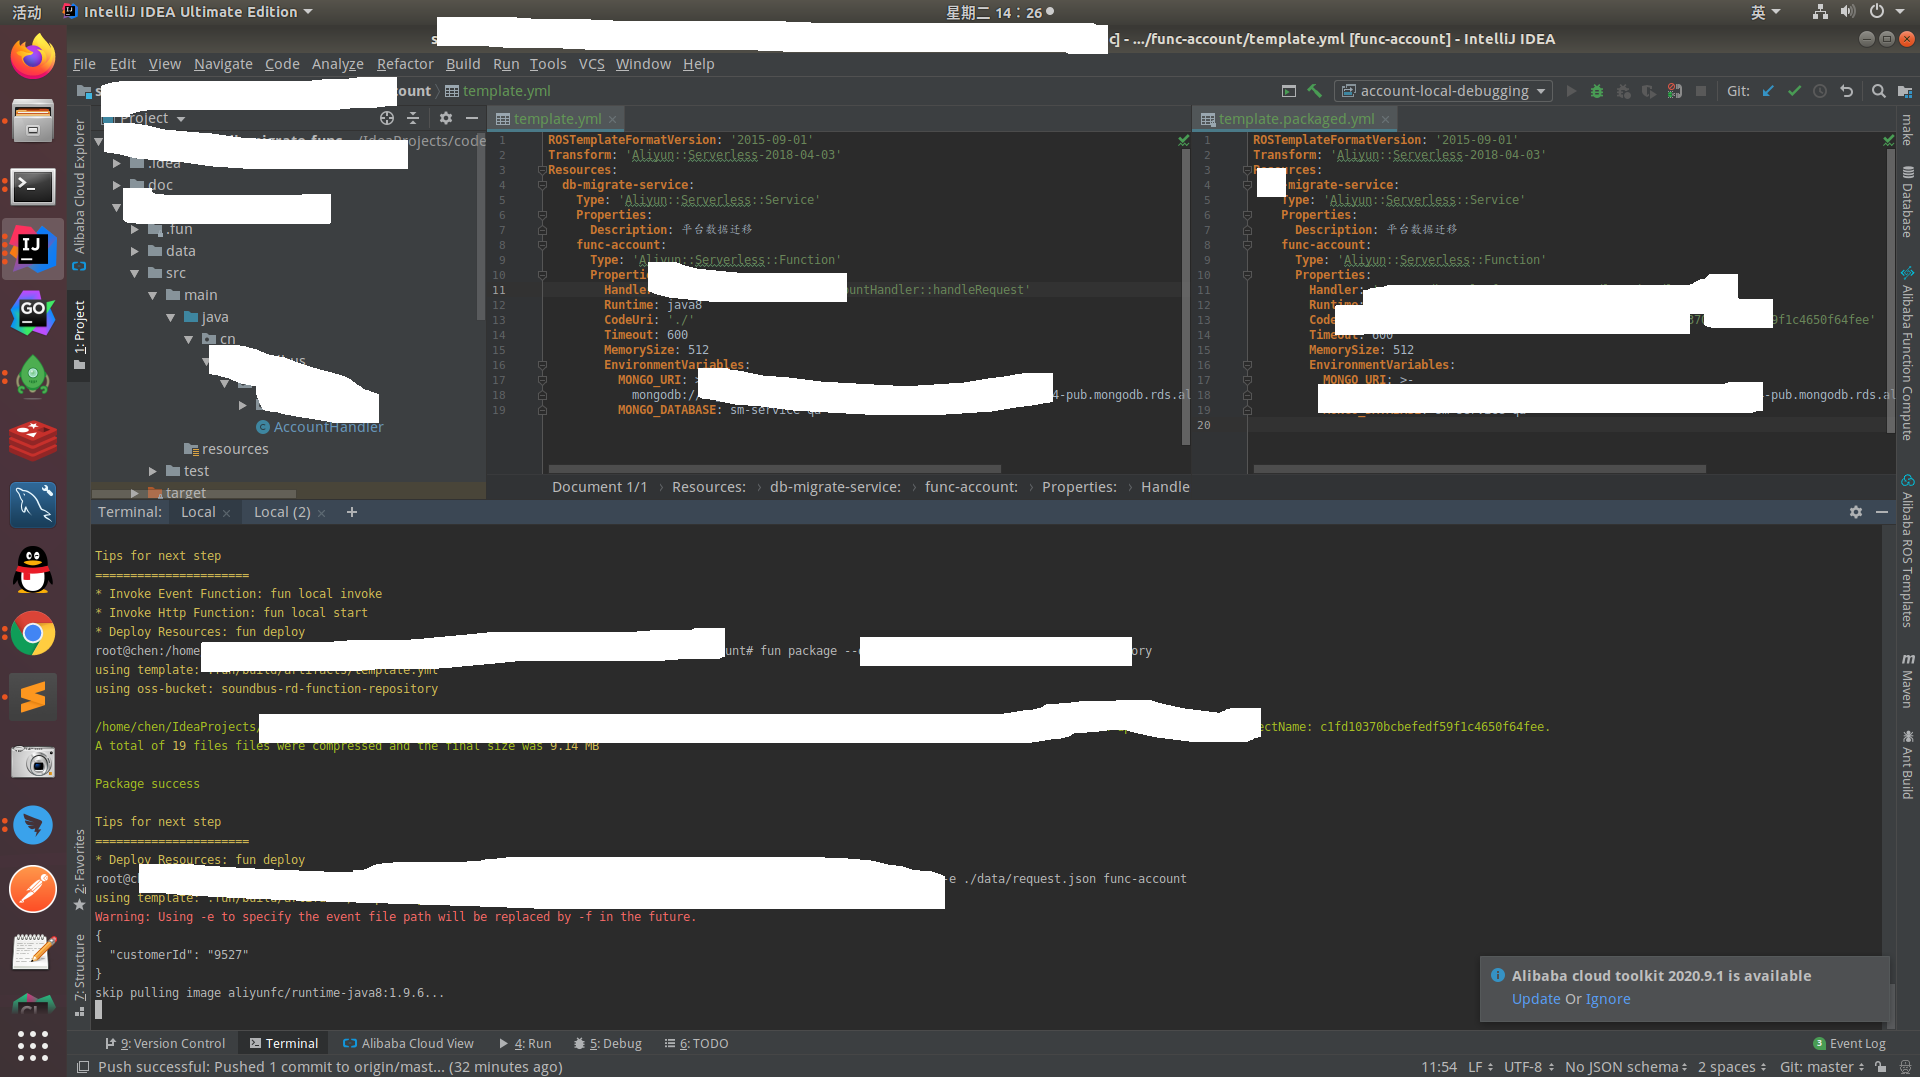 活动 IntelliJ IDEA Ultimate Edition 星期二 14：26 英
c] - .../func-account/template.yml [func-account] - IntelliJ IDEA
File Edit View Navigate Code Analyze Refactor Build Run Tools VCS Window Help
ount template.yml account-local-debugging Git:
Project
template.yml
template.packaged.yml
~/IdeaProjects/code
.idea
doc
.fun
data
src
main
java
cn
AccountHandler
resources
test
target
1 ROSTemplateFormatVersion: '2015-09-01'
2 Transform: 'Aliyun::Serverless-2018-04-03'
3 Resources:
4 db-migrate-service:
5 Type: 'Aliyun::Serverless::Service'
6 Properties:
7 Description: 平台数据迁移
8 func-account:
9 Type: 'Aliyun::Serverless::Function'
10 Properti
11 Handler untHandler::handleRequest'
12 Runtime: java8
13 CodeUri: './'
14 Timeout: 600
15 MemorySize: 512
16 EnvironmentVariables:
17 MONGO_URI: >
18 mongodb:// 4-pub.mongodb.rds.al
19 MONGO_DATABASE: sm-service-qa
1 ROSTemplateFormatVersion: '2015-09-01'
2 Transform: 'Aliyun::Serverless-2018-04-03'
3 Resources:
4 migrate-service:
5 Type: 'Aliyun::Serverless::Service'
6 Properties:
7 Description: 平台数据迁移
8 func-account:
9 Type: 'Aliyun::Serverless::Function'
10 Properties:
11 Handler:
12 Runtime
13 Code 9f1c4650f64fee'
14 Timeout: 600
15 MemorySize: 512
16 EnvironmentVariables:
17 MONGO_URI: >-
18 -pub.mongodb.rds.al
19
20
Document 1/1 › Resources: › db-migrate-service: › func-account: › Properties: › Handle
Terminal: Local × Local (2) × +
Tips for next step
======================
* Invoke Event Function: fun local invoke
* Invoke Http Function: fun local start
* Deploy Resources: fun deploy
root@chen:/home unt# fun package -- ory
using template: .fun/build/artifacts/template.yml
using oss-bucket: soundbus-rd-function-repository
/home/chen/IdeaProjects/ ectName: c1fd10370bcbefedf59f1c4650f64fee.
A total of 19 files files were compressed and the final size was 9.14 MB
Package success
Tips for next step
======================
* Deploy Resources: fun deploy
root@c -e ./data/request.json func-account
using template:
Warning: Using -e to specify the event file path will be replaced by -f in the future.
{
"customerId": "9527"
}
skip pulling image aliyunfc/runtime-java8:1.9.6...
Alibaba cloud toolkit 2020.9.1 is available
Update Or Ignore
Alibaba Cloud Explorer
1: Project
2: Favorites
7: Structure
make
Database
Alibaba Function Compute
Alibaba ROS Templates
Maven
Ant Build
9: Version Control Terminal Alibaba Cloud View 4: Run 5: Debug 6: TODO 3 Event Log
Push successful: Pushed 1 commit to origin/mast... (32 minutes ago) 11:54 LF UTF-8 No JSON schema 2 spaces Git: master